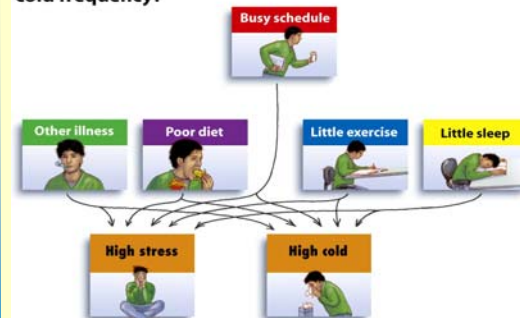 cold frequency?
Busy schedule
Other illness
Poor diet
Little exercise
Little sleep
High stress
High cold